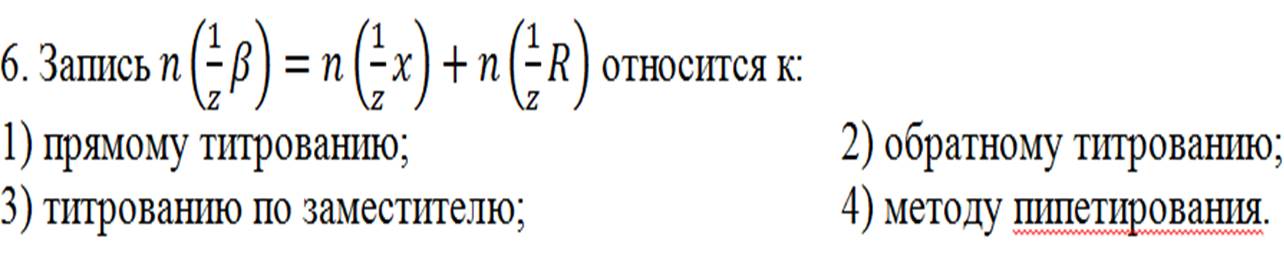 6. Запись n(1/z β) = n(1/z x) + n(1/z R) относится к:
1) прямому титрованию; 2) обратному титрованию;
3) титрованию по заместителю; 4) методу пипетирования.